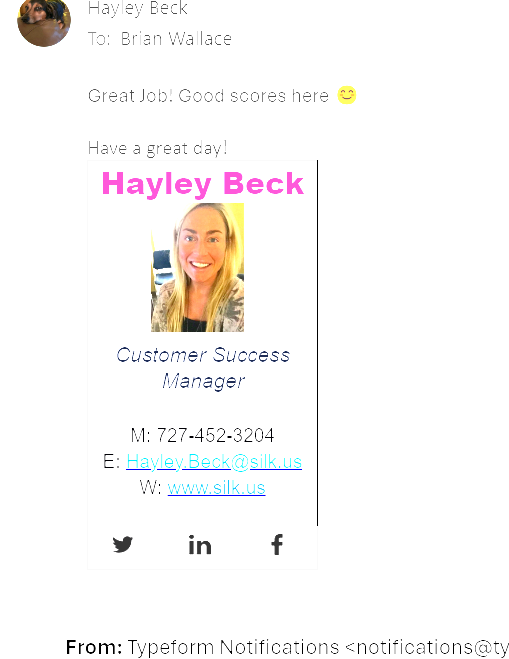 Hayley Beck
To: Brian Wallace
Great Job! Good scores here 😊
Have a great day!
Hayley Beck
Customer Success
Manager
M: 727-452-3204
E: Hayley.Beck@silk.us
W: www.silk.us
From: Typeform Notifications <notifications@ty